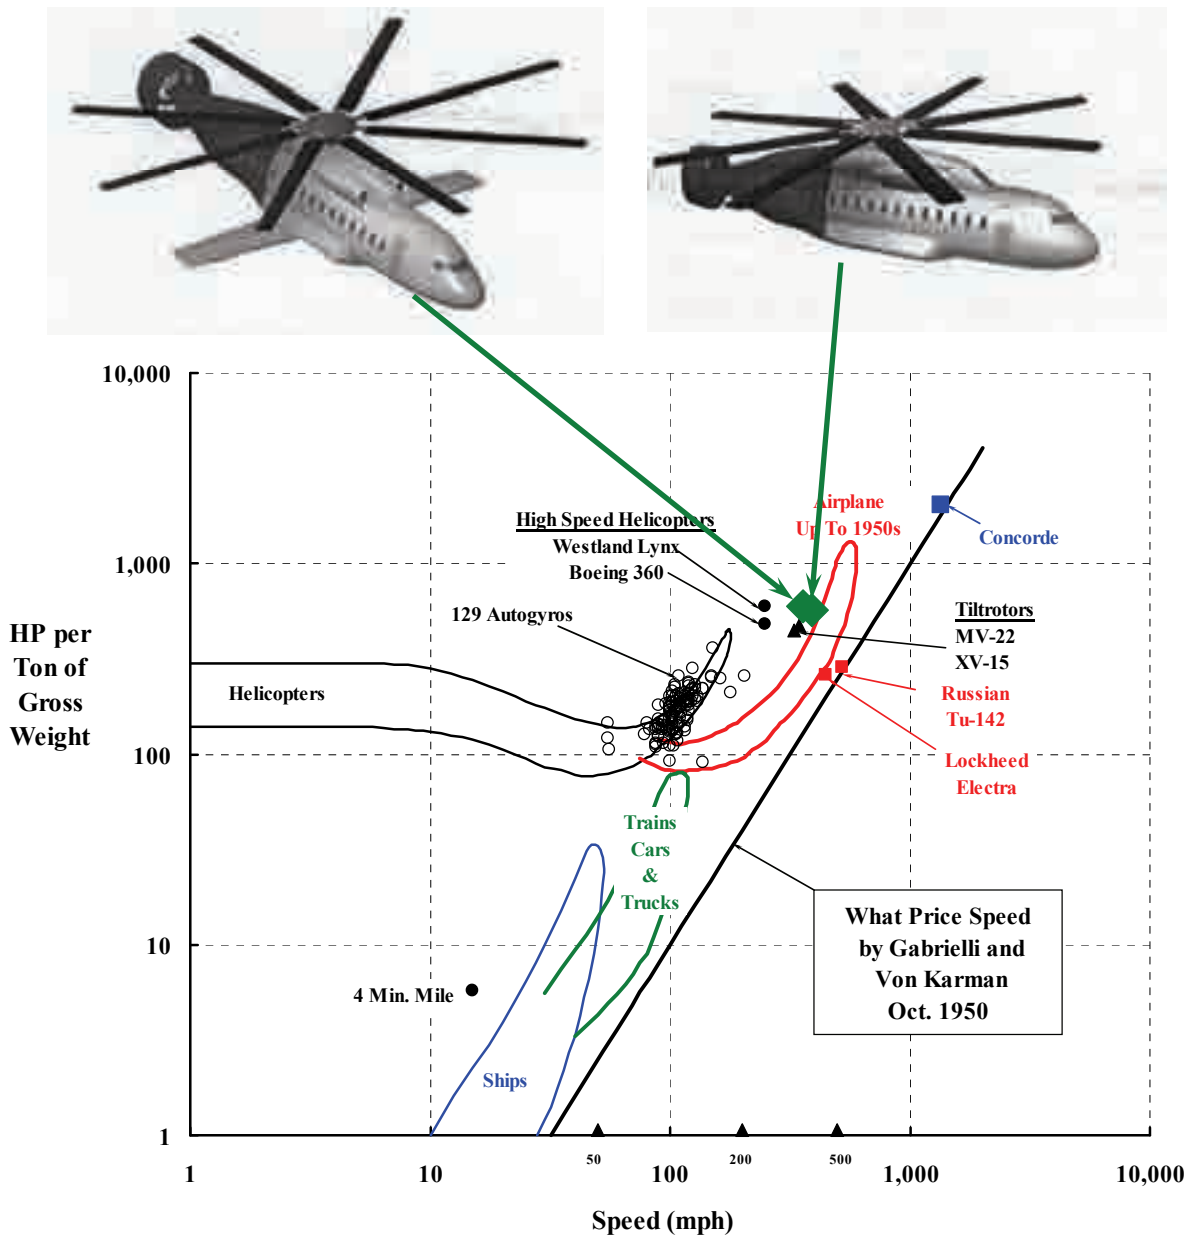 10,000
1,000
100
10
1
HP per
Ton of
Gross
Weight
High Speed Helicopters
Westland Lynx
Boeing 360
129 Autogyros
Helicopters
Airplane
Up To 1950s
Concorde
Tiltrotors
MV-22
XV-15
Russian
Tu-142
Lockheed
Electra
Trains
Cars
&
Trucks
What Price Speed
by Gabrielli and
Von Karman
Oct. 1950
4 Min. Mile
Ships
50 200 500
1 10 100 1,000 10,000
Speed (mph)